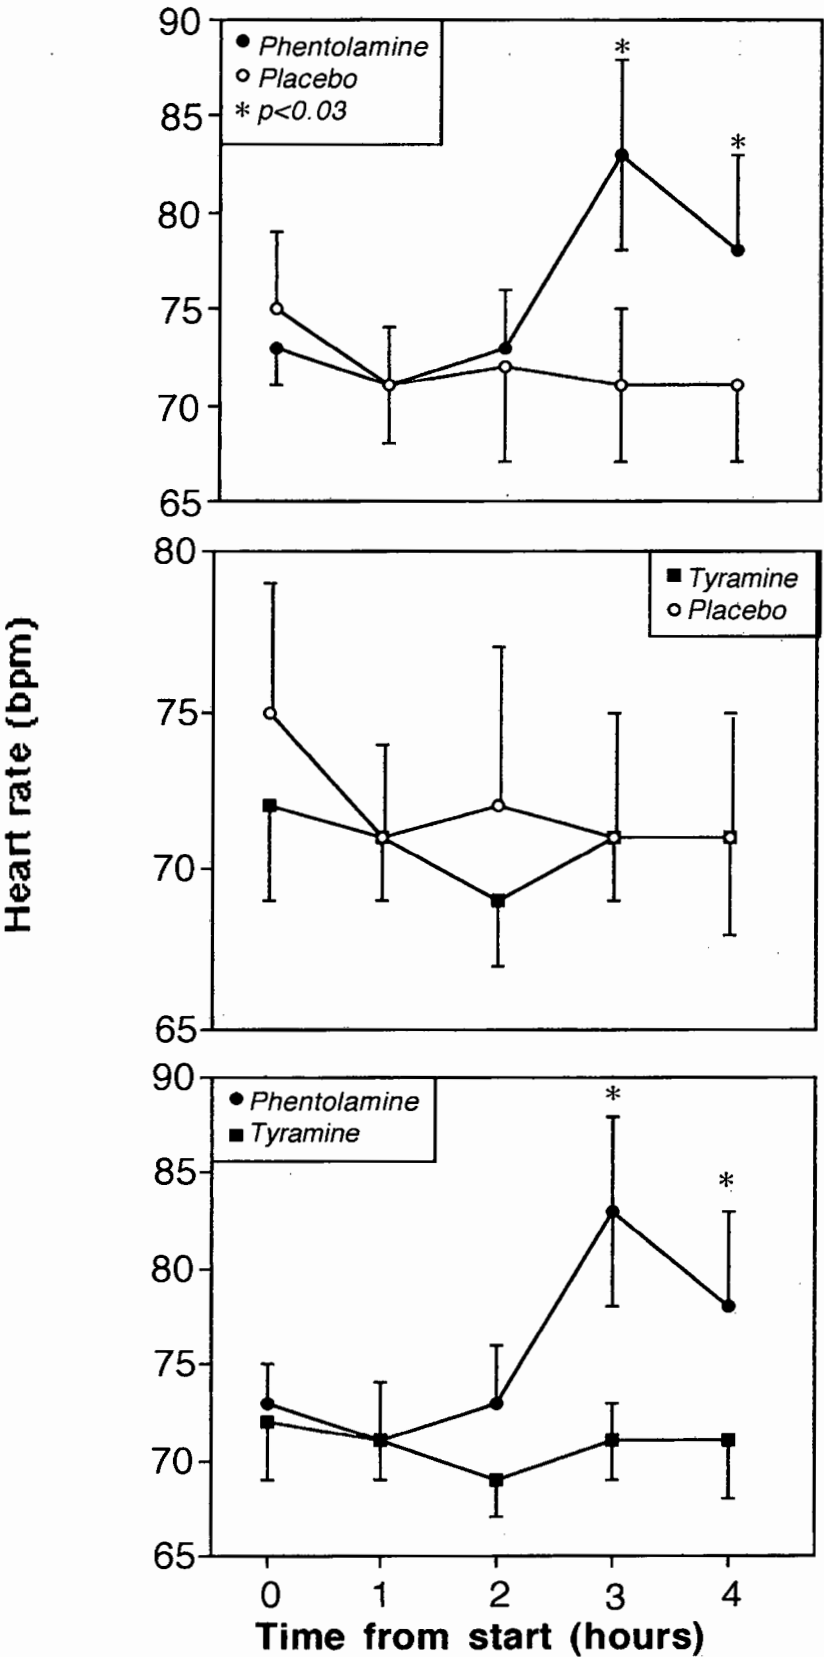 90
85
80
75
70
65
● Phentolamine
○ Placebo
* p<0.03
*
*
80
75
70
65
■ Tyramine
○ Placebo
Heart rate (bpm)
90
85
80
75
70
65
● Phentolamine
■ Tyramine
*
*
0 1 2 3 4
Time from start (hours)